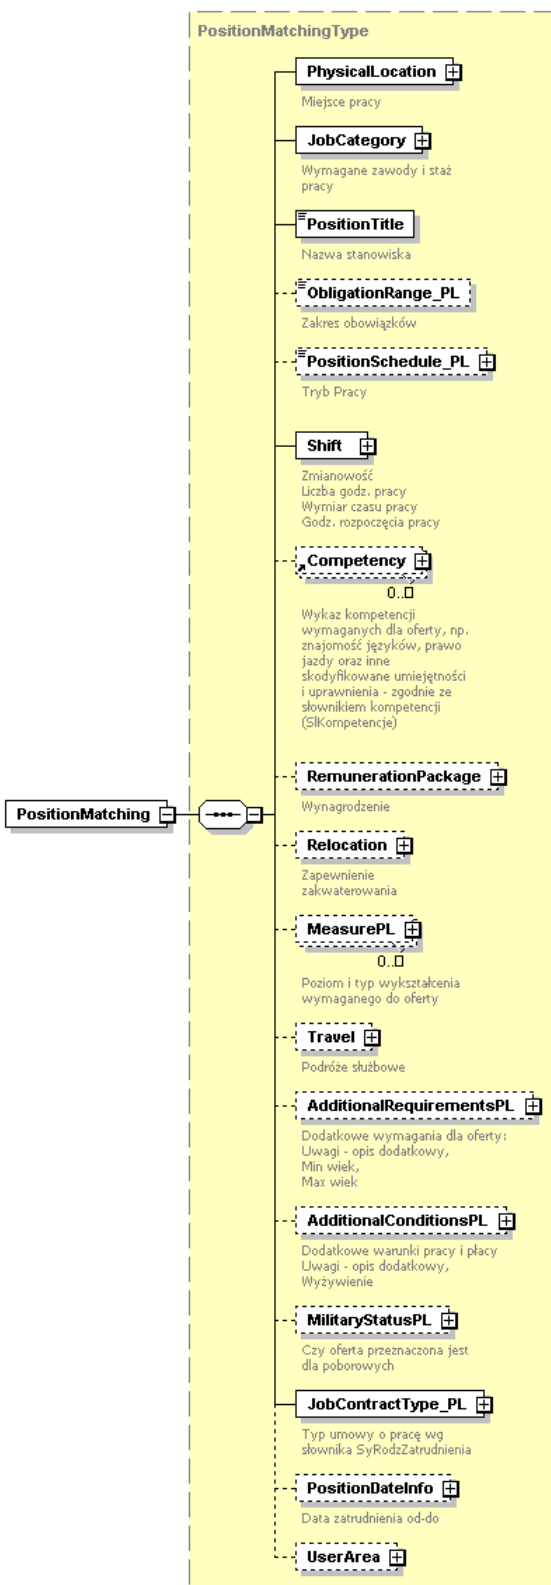 PositionMatchingType
PhysicalLocation
Miejsce pracy
JobCategory
Wymagane zawody i staż
pracy
PositionTitle
Nazwa stanowiska
ObligationRange_PL
Zakres obowiązków
PositionSchedule_PL
Tryb Pracy
Shift
Zmianowość
Liczba godz. pracy
Wymiar czasu pracy
Godz. rozpoczęcia pracy
Competency
0..∞
Wykaz kompetencji
wymaganych dla oferty, np.
znajomość języków, prawo
jazdy oraz inne
skodyfikowane umiejętności
i uprawnienia - zgodnie ze
słownikiem kompetencji
(SlKompetencje)
RemunerationPackage
Wynagrodzenie
PositionMatching
Relocation
Zapewnienie
zakwaterowania
MeasurePL
0..∞
Poziom i typ wykształcenia
wymaganego do oferty
Travel
Podróże służbowe
AdditionalRequirementsPL
Dodatkowe wymagania dla oferty:
Uwagi - opis dodatkowy,
Min wiek,
Max wiek
AdditionalConditionsPL
Dodatkowe warunki pracy i płacy
Uwagi - opis dodatkowy,
Wyżywienie
MilitaryStatusPL
Czy oferta przeznaczona jest
dla poborowych
JobContractType_PL
Typ umowy o pracę wg
słownika SyRodzZatrudnienia
PositionDateInfo
Data zatrudnienia od-do
UserArea